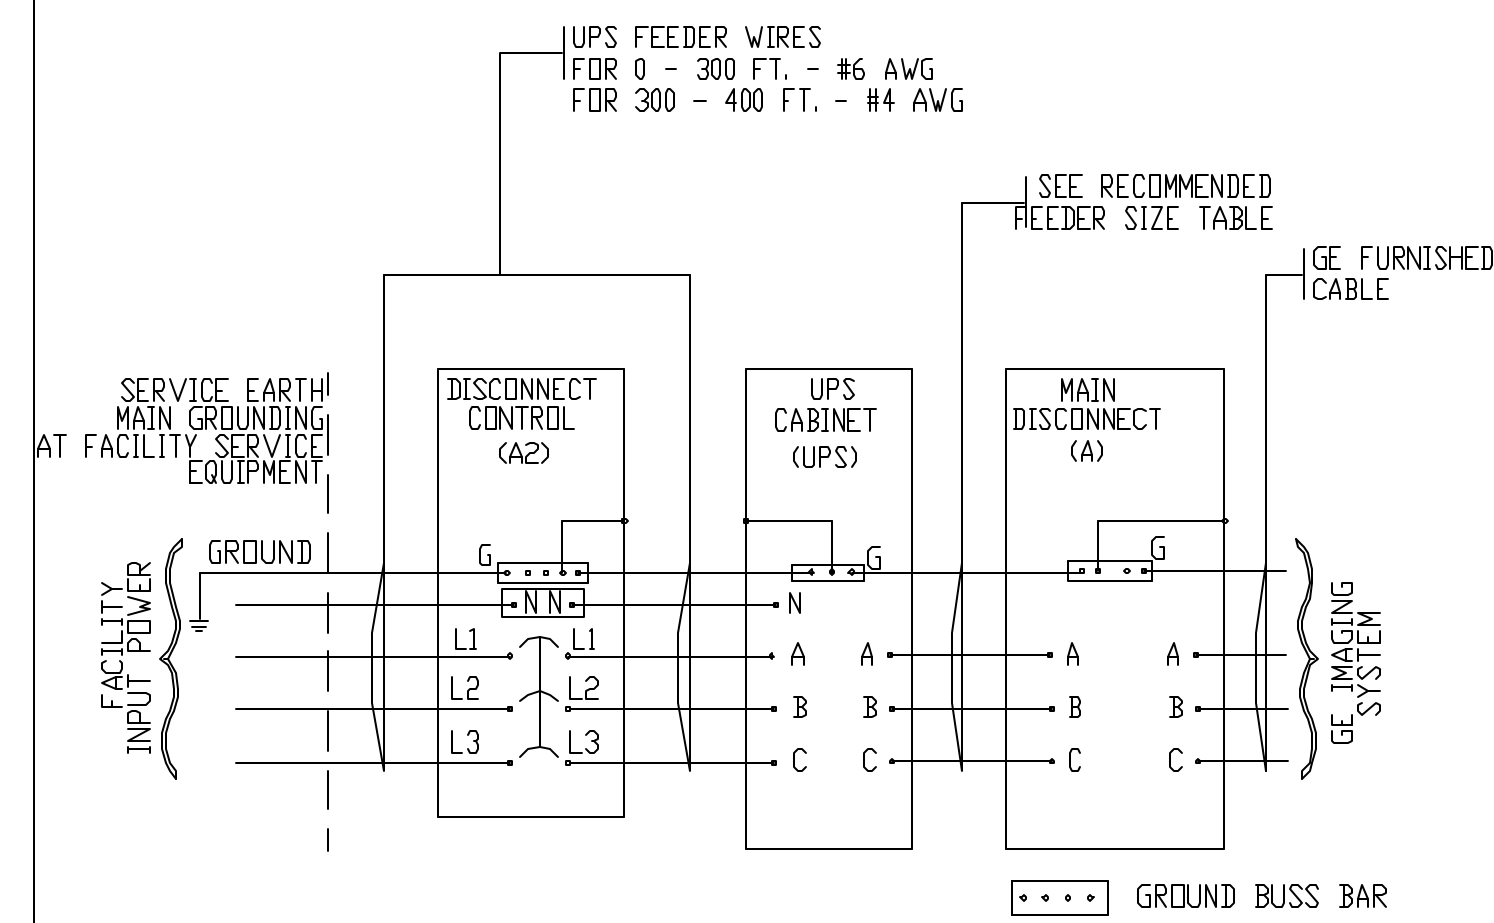 UPS FEEDER WIRES
FOR 0 - 300 FT. - #6 AWG
FOR 300 - 400 FT. - #4 AWG
SEE RECOMMENDED
FEEDER SIZE TABLE
GE FURNISHED
CABLE
SERVICE EARTH
MAIN GROUNDING
AT FACILITY SERVICE
EQUIPMENT
DISCONNECT
CONTROL
(A2)
UPS
CABINET
(UPS)
MAIN
DISCONNECT
(A)
GROUND
G
G
G
N N
N
L1
L1
A
A
A
A
L2
L2
B
B
B
B
L3
L3
C
C
C
C
FACILITY
INPUT POWER
GE IMAGING
SYSTEM
GROUND BUSS BAR